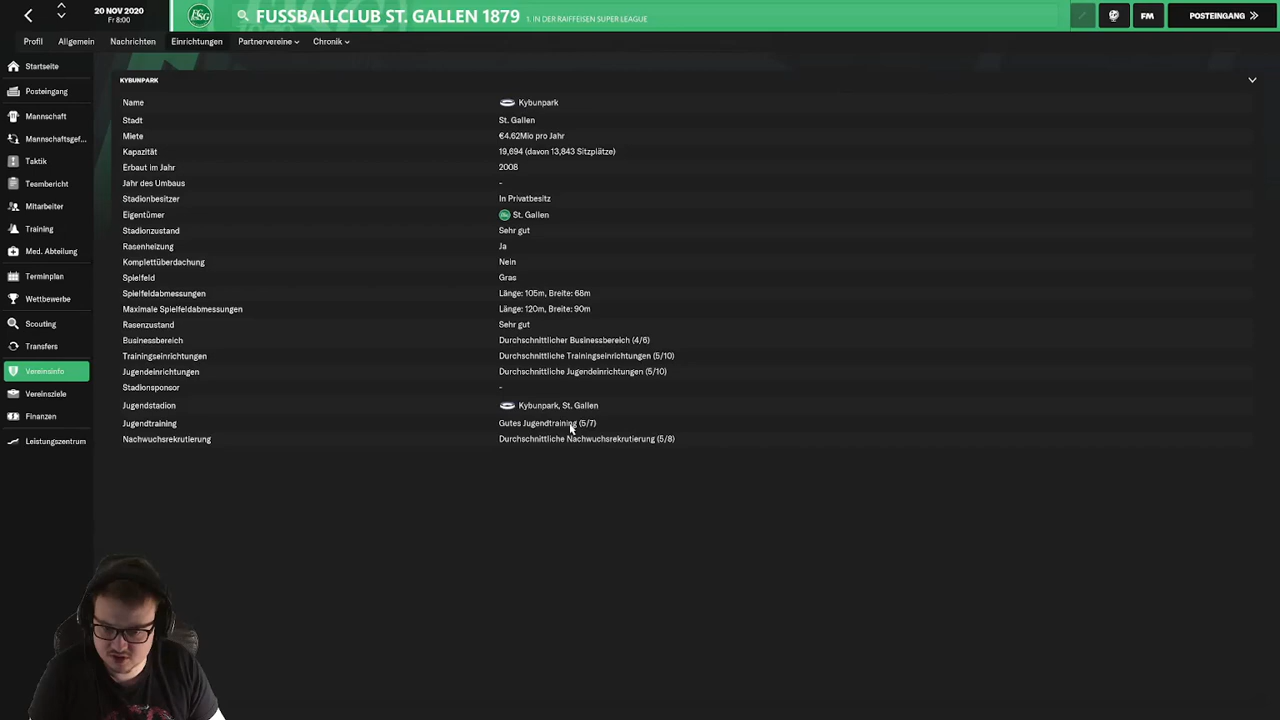 20 NOV 2020
Fr 8:00
FUSSBALLCLUB ST. GALLEN 1879 1. IN DER RAIFFEISEN SUPER LEAGUE
FM
POSTEINGANG
Profil Allgemein Nachrichten Einrichtungen Partnervereine Chronik
Startseite
Posteingang
Mannschaft
Mannschaftsgef...
Taktik
Teambericht
Mitarbeiter
Training
Med. Abteilung
Terminplan
Wettbewerbe
Scouting
Transfers
Vereinsinfo
Vereinsziele
Finanzen
Leistungszentrum
KYBUNPARK
Name Kybunpark
Stadt St. Gallen
Miete €4.62Mio pro Jahr
Kapazität 19,694 (davon 13,843 Sitzplätze)
Erbaut im Jahr 2008
Jahr des Umbaus -
Stadionbesitzer In Privatbesitz
Eigentümer St. Gallen
Stadionzustand Sehr gut
Rasenheizung Ja
Komplettüberdachung Nein
Spielfeld Gras
Spielfeldabmessungen Länge: 105m, Breite: 68m
Maximale Spielfeldabmessungen Länge: 120m, Breite: 90m
Rasenzustand Sehr gut
Businessbereich Durchschnittlicher Businessbereich (4/6)
Trainingseinrichtungen Durchschnittliche Trainingseinrichtungen (5/10)
Jugendeinrichtungen Durchschnittliche Jugendeinrichtungen (5/10)
Stadionsponsor -
Jugendstadion Kybunpark, St. Gallen
Jugendtraining Gutes Jugendtraining (5/7)
Nachwuchsrekrutierung Durchschnittliche Nachwuchsrekrutierung (5/8)